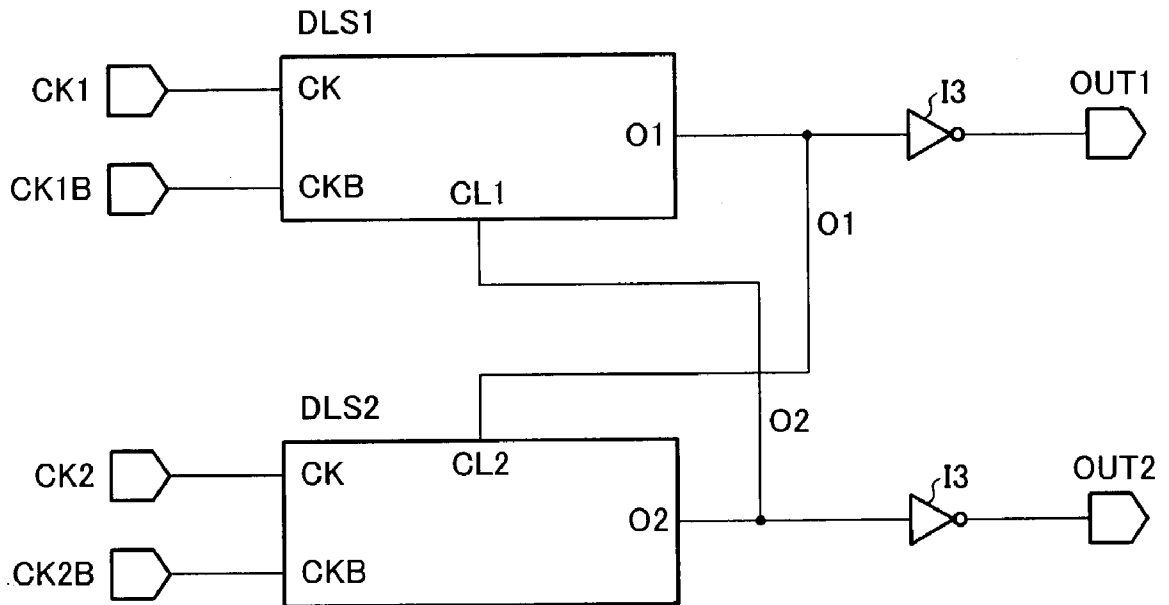 DLS1
CK1
CK
CK1B
CKB
CL1
O1
I3
OUT1
O1
DLS2
CK2
CK
CK2B
CKB
CL2
O2
O2
I3
OUT2